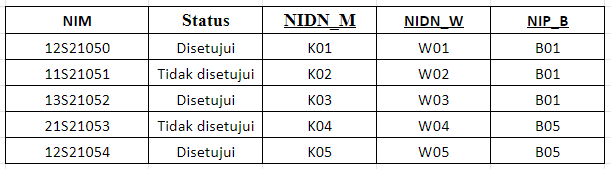 NIM Status NIDN_M NIDN_W NIP_B
12S21050 Disetujui K01 W01 B01
11S21051 Tidak disetujui K02 W02 B01
13S21052 Disetujui K03 W03 B01
21S21053 Tidak disetujui K04 W04 B05
12S21054 Disetujui K05 W05 B05